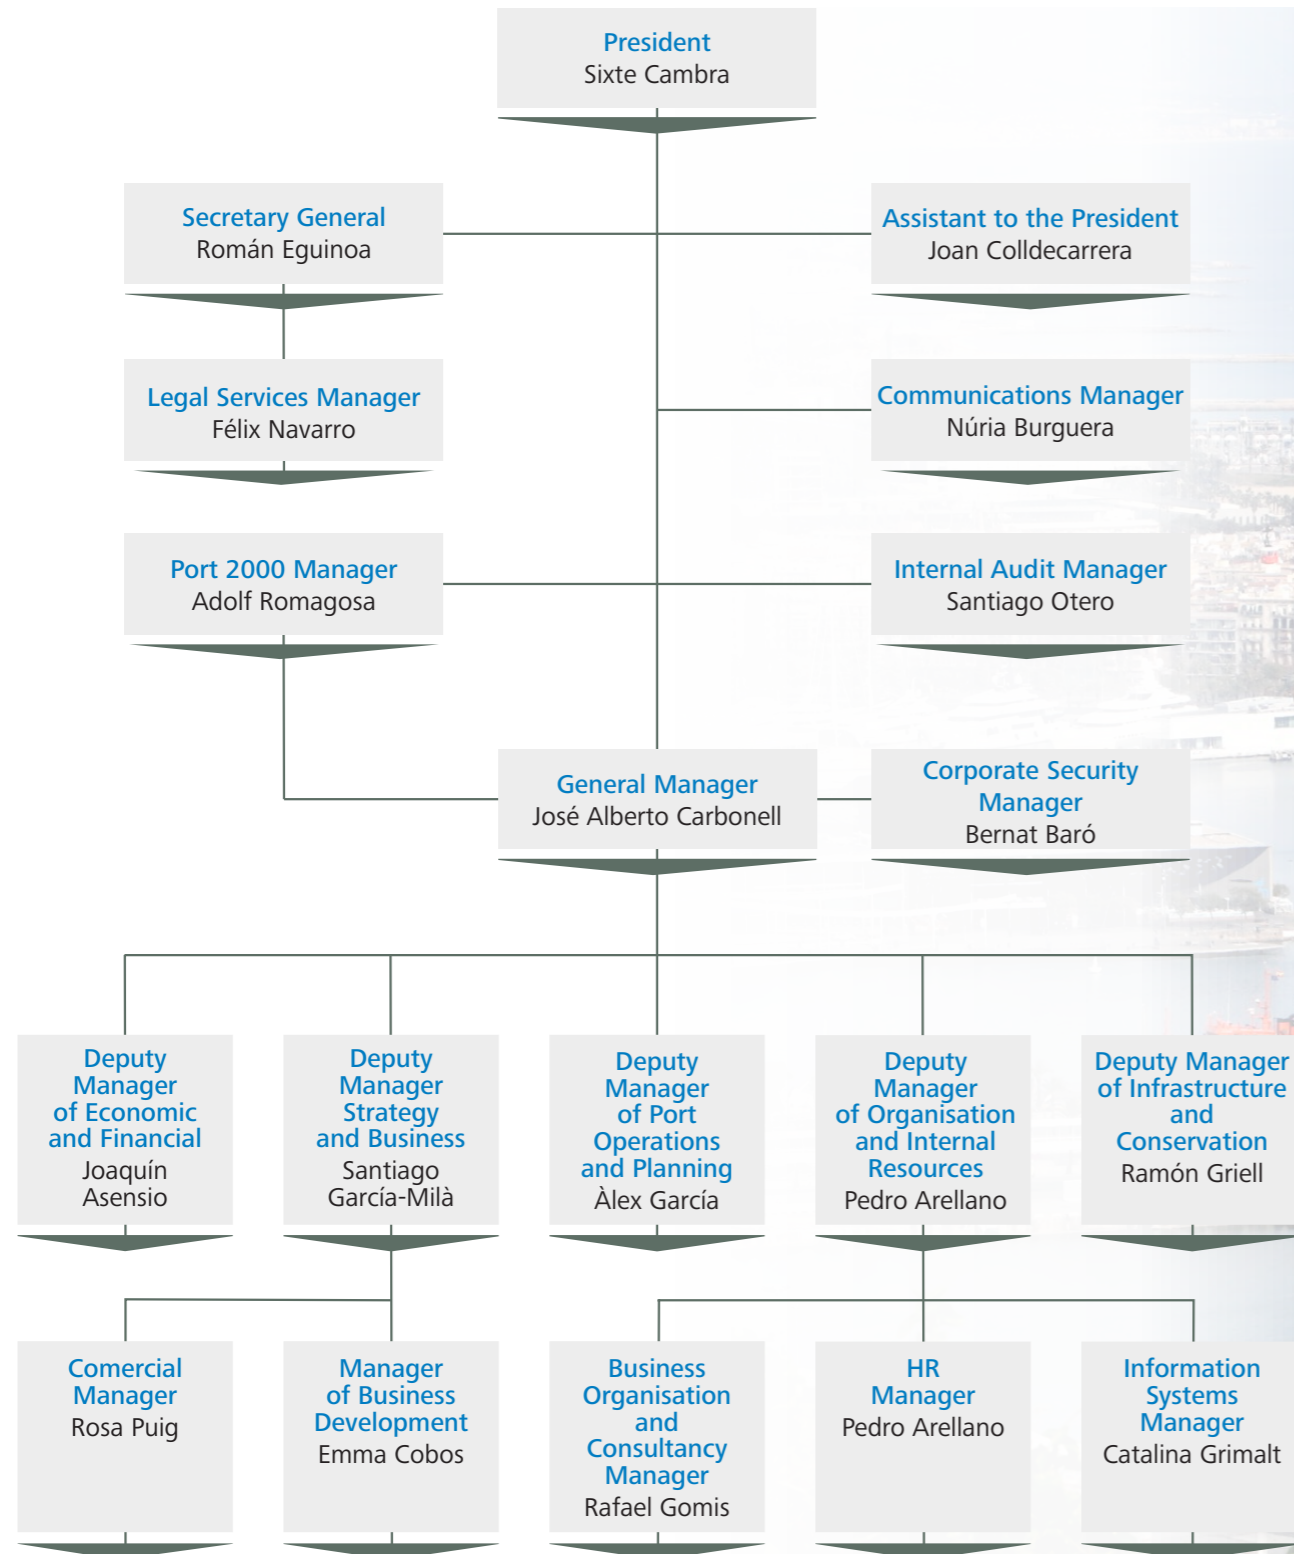 President
Sixte Cambra
Secretary General
Román Eguinoa
Assistant to the President
Joan Colldecarrera
Legal Services Manager
Félix Navarro
Communications Manager
Núria Burguera
Port 2000 Manager
Adolf Romagosa
Internal Audit Manager
Santiago Otero
General Manager
José Alberto Carbonell
Corporate Security
Manager
Bernat Baró
Deputy
Manager
of Economic
and Financial
Joaquín
Asensio
Deputy
Manager
Strategy
and Business
Santiago
García-Milà
Deputy
Manager
of Port
Operations
and Planning
Àlex García
Deputy
Manager
of Organisation
and Internal
Resources
Pedro Arellano
Deputy Manager
of Infrastructure
and
Conservation
Ramón Griell
Comercial
Manager
Rosa Puig
Manager
of Business
Development
Emma Cobos
Business
Organisation
and
Consultancy
Manager
Rafael Gomis
HR
Manager
Pedro Arellano
Information
Systems
Manager
Catalina Grimalt